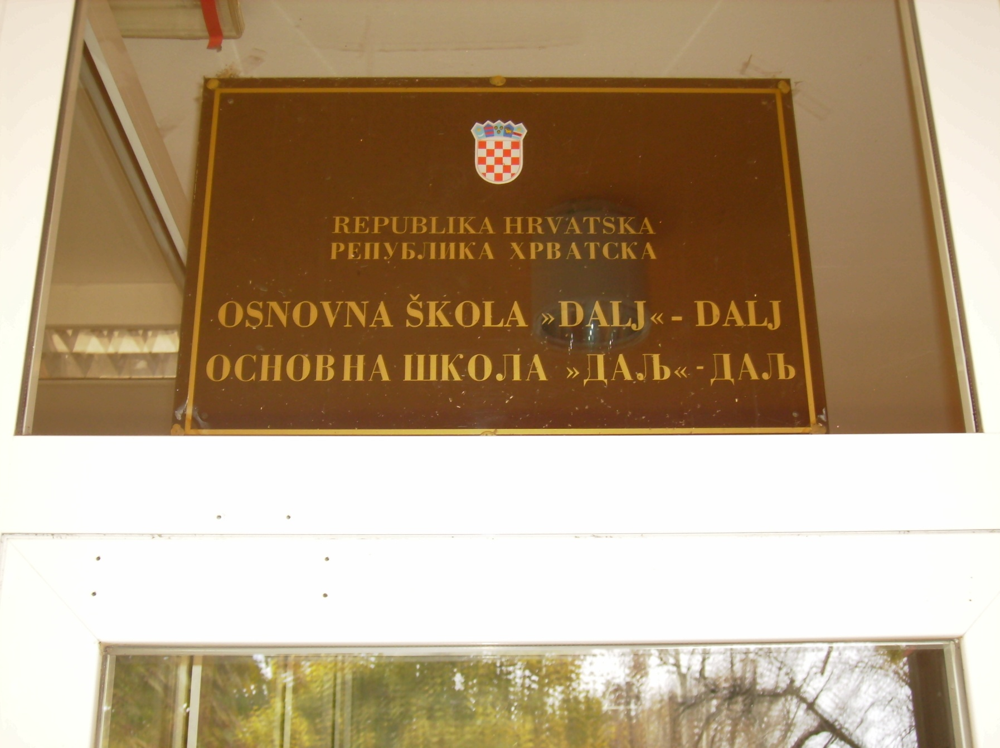 REPUBLIKA HRVATSKA
РЕПУБЛИКА ХРВАТСКА
OSNOVNA ŠKOLA »DALJ« - DALJ
ОСНОВНА ШКОЛА »ДАЉ« - ДАЉ